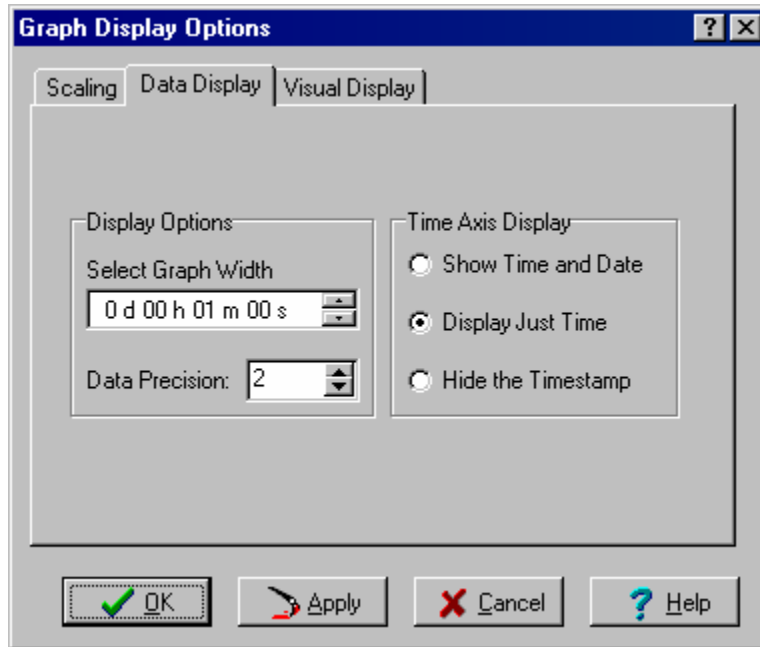 Graph Display Options
Scaling
Data Display
Visual Display
Display Options
Select Graph Width
0 d 00 h 01 m 00 s
Data Precision: 2
Time Axis Display
Show Time and Date
Display Just Time
Hide the Timestamp
OK
Apply
Cancel
Help